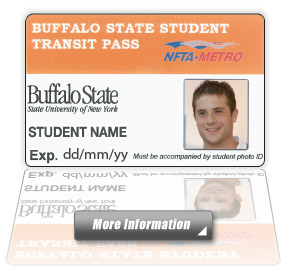 BUFFALO STATE STUDENT
TRANSIT PASS
NFTA-METRO
Buffalo State
State University of New York
STUDENT NAME
Exp. dd/mm/yy
Must be accompanied by student photo ID
More Information